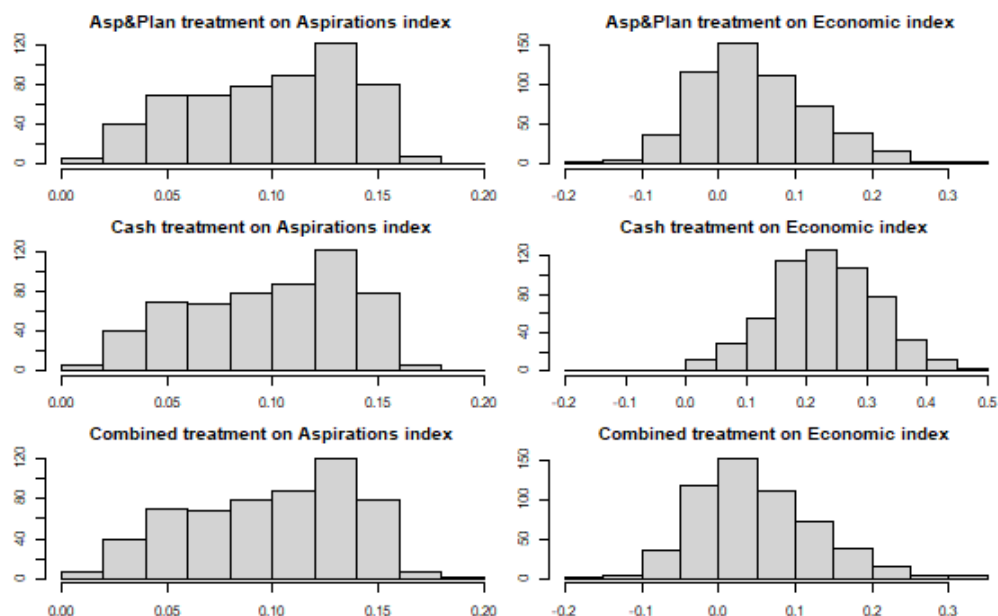 Asp&Plan treatment on Aspirations index
0 40 80 120
0.00 0.05 0.10 0.15 0.20
Asp&Plan treatment on Economic index
0 50 100 150
-0.2 -0.1 0.0 0.1 0.2 0.3
Cash treatment on Aspirations index
0 40 80 120
0.00 0.05 0.10 0.15 0.20
Cash treatment on Economic index
0 40 80 120
-0.2 -0.1 0.0 0.1 0.2 0.3 0.4 0.5
Combined treatment on Aspirations index
0 40 80 120
0.00 0.05 0.10 0.15 0.20
Combined treatment on Economic index
0 50 100 150
-0.2 -0.1 0.0 0.1 0.2 0.3